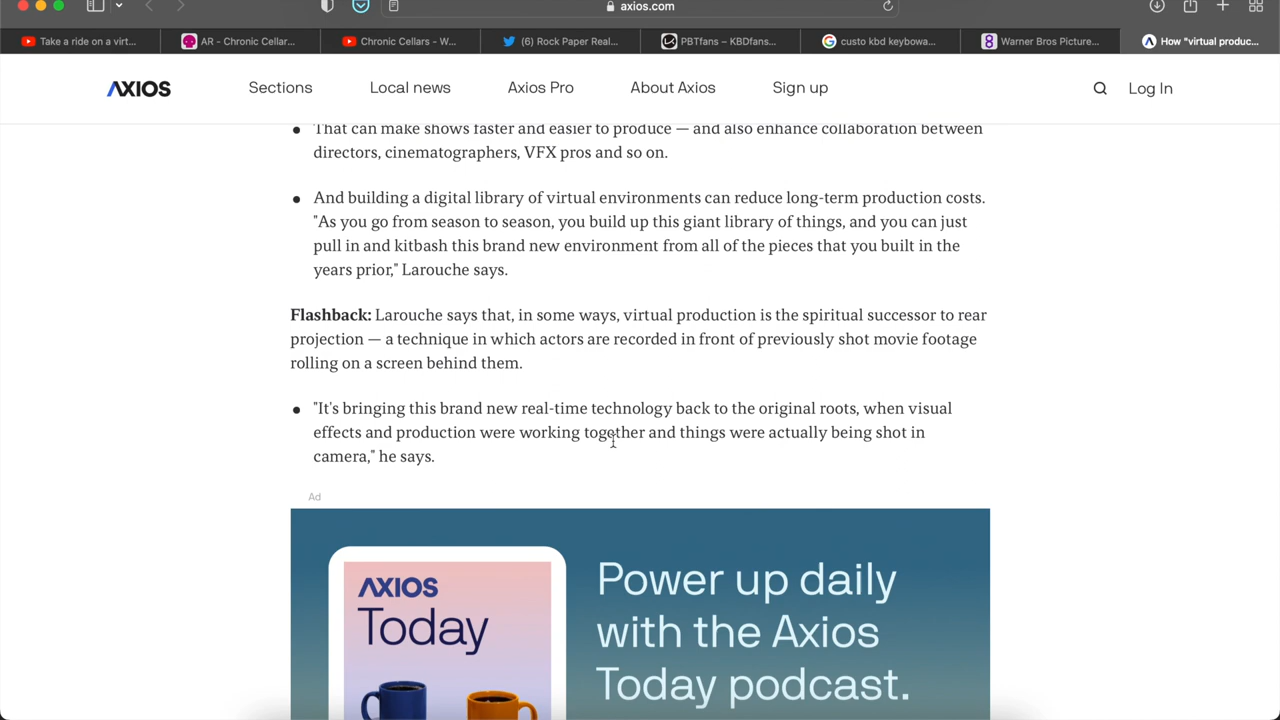 axios.com
Take a ride on a virt...
AR - Chronic Cellar...
Chronic Cellars - W...
(6) Rock Paper Real...
PBTfans – KBDfans...
custo kbd keybowa...
Warner Bros Picture...
How "virtual produc...
AXIOS
Sections
Local news
Axios Pro
About Axios
Sign up
Log In
That can make shows faster and easier to produce — and also enhance collaboration between
directors, cinematographers, VFX pros and so on.
And building a digital library of virtual environments can reduce long-term production costs.
"As you go from season to season, you build up this giant library of things, and you can just
pull in and kitbash this brand new environment from all of the pieces that you built in the
years prior," Larouche says.
Flashback: Larouche says that, in some ways, virtual production is the spiritual successor to rear
projection — a technique in which actors are recorded in front of previously shot movie footage
rolling on a screen behind them.
"It's bringing this brand new real-time technology back to the original roots, when visual
effects and production were working together and things were actually being shot in
camera," he says.
Ad
AXIOS
Today
Power up daily
with the Axios
Today podcast.